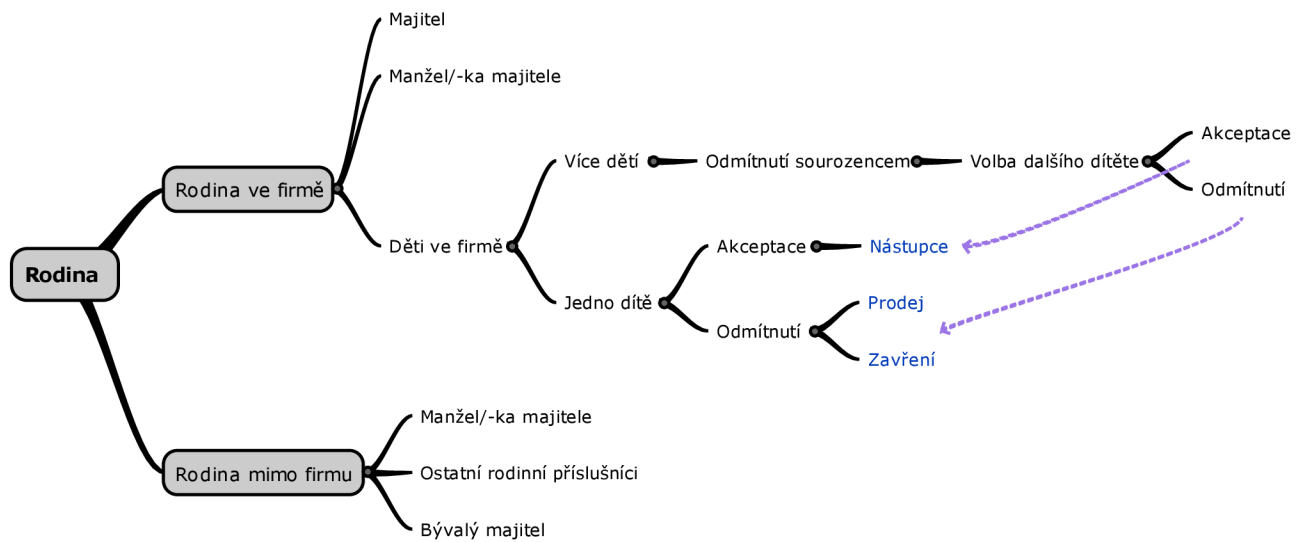 Majitel
Manžel/-ka majitele
Akceptace
Více dětí
Odmítnutí sourozencem
Volba dalšího dítěte
Rodina ve firmě
Odmítnutí
Děti ve firmě
Akceptace
Nástupce
Rodina
Jedno dítě
Prodej
Odmítnutí
Zavření
Manžel/-ka majitele
Rodina mimo firmu
Ostatní rodinní příslušníci
Bývalý majitel